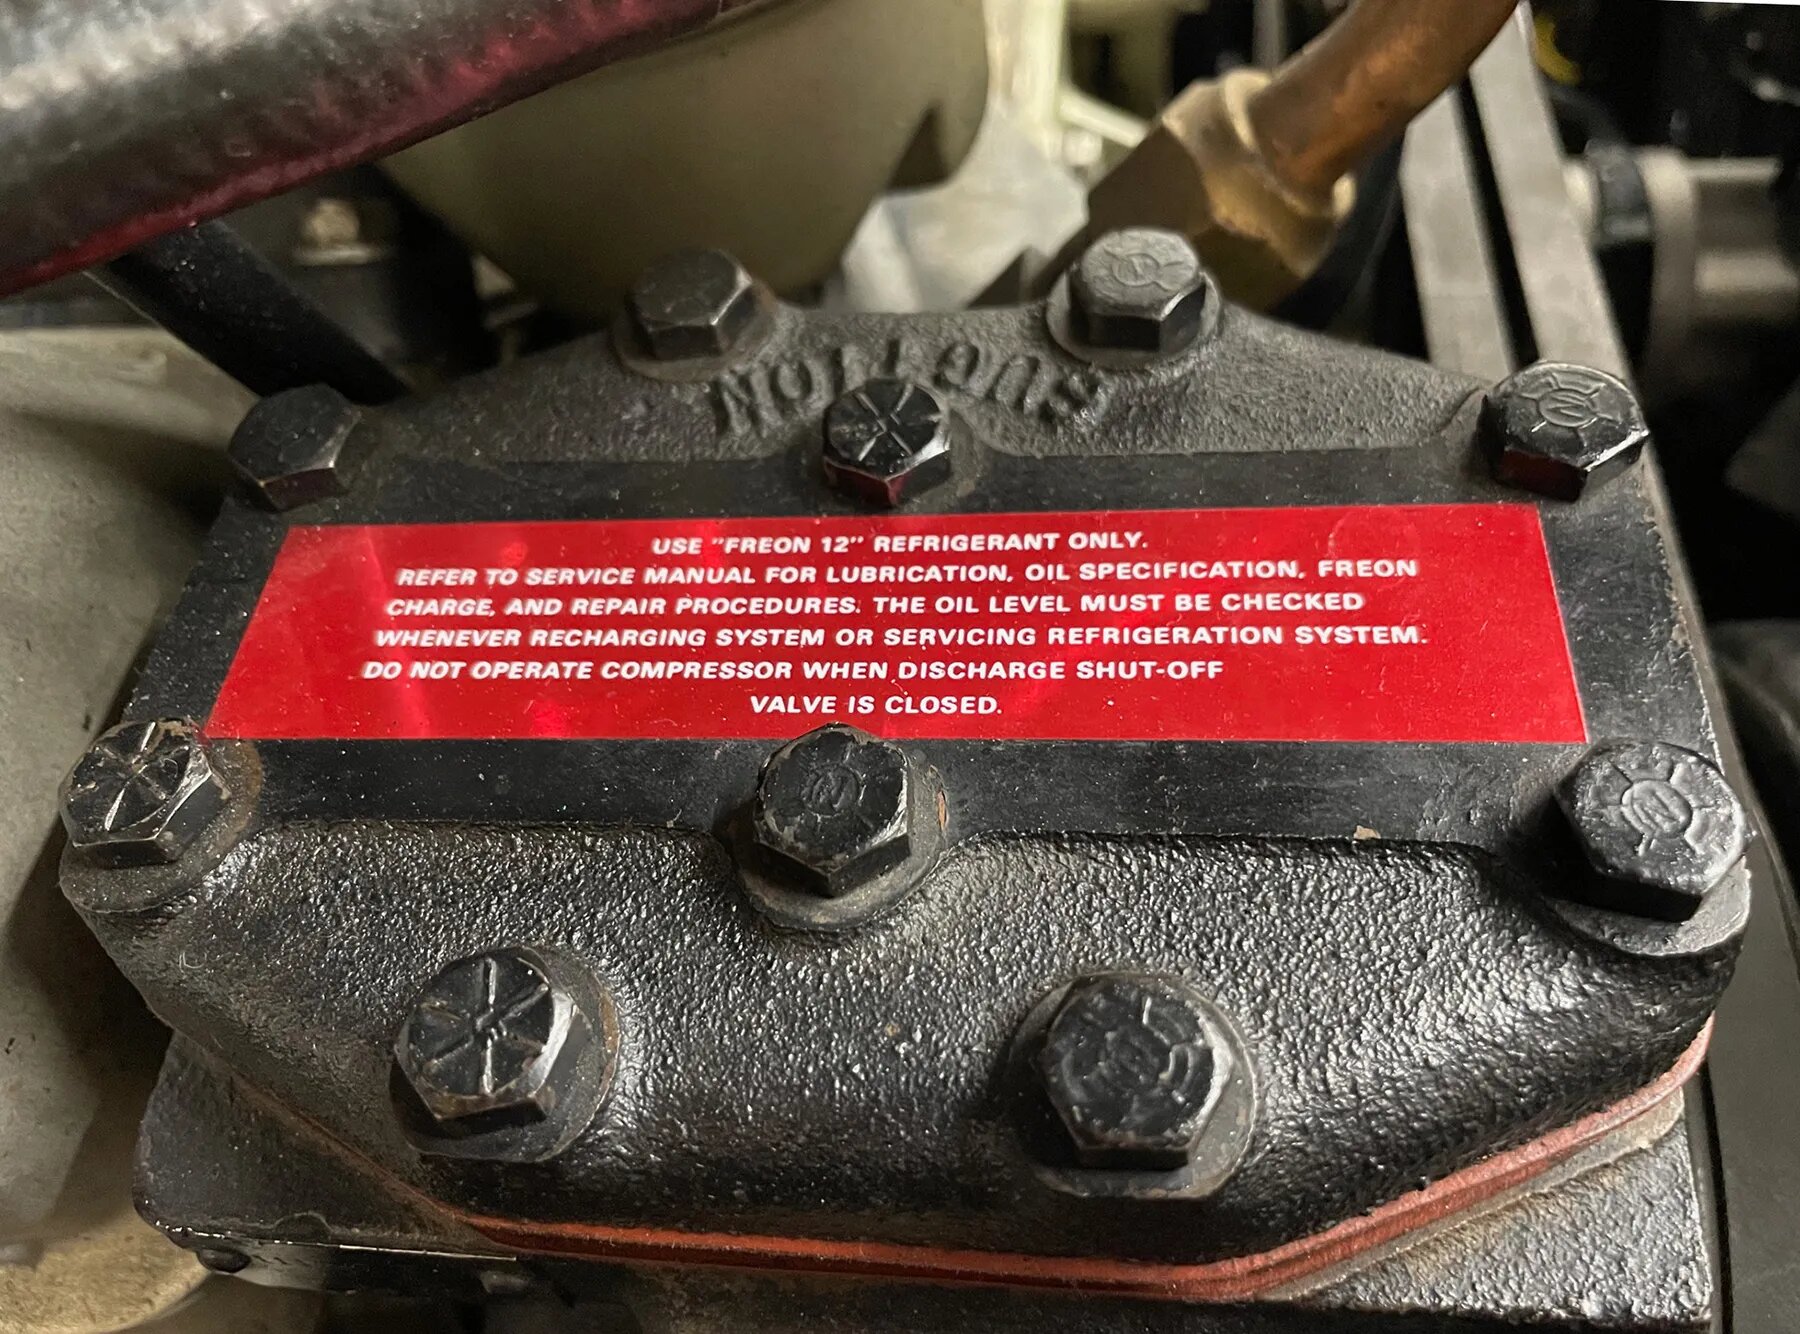 SUCTION
USE "FREON 12" REFRIGERANT ONLY.
REFER TO SERVICE MANUAL FOR LUBRICATION, OIL SPECIFICATION, FREON
CHARGE, AND REPAIR PROCEDURES. THE OIL LEVEL MUST BE CHECKED
WHENEVER RECHARGING SYSTEM OR SERVICING REFRIGERATION SYSTEM.
DO NOT OPERATE COMPRESSOR WHEN DISCHARGE SHUT-OFF
VALVE IS CLOSED.